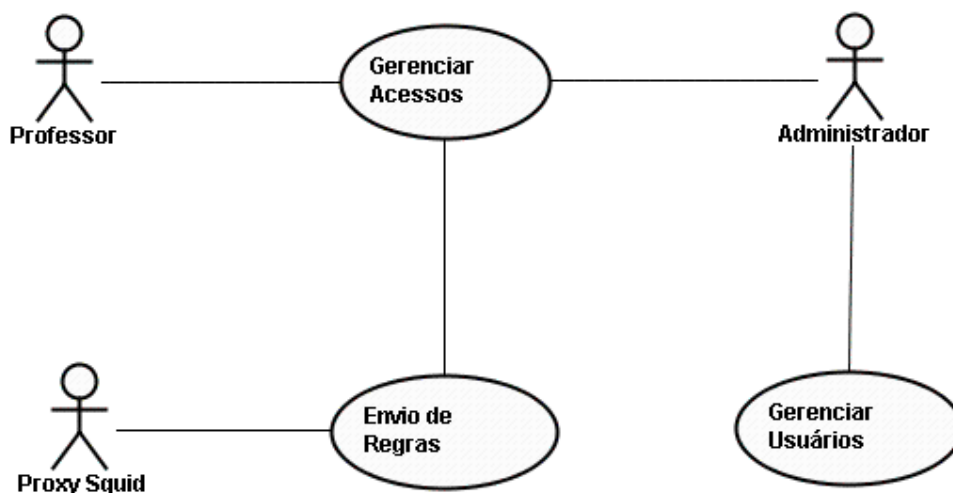 Gerenciar
Acessos
Professor
Administrador
Envio de
Regras
Gerenciar
Usuários
Proxy Squid